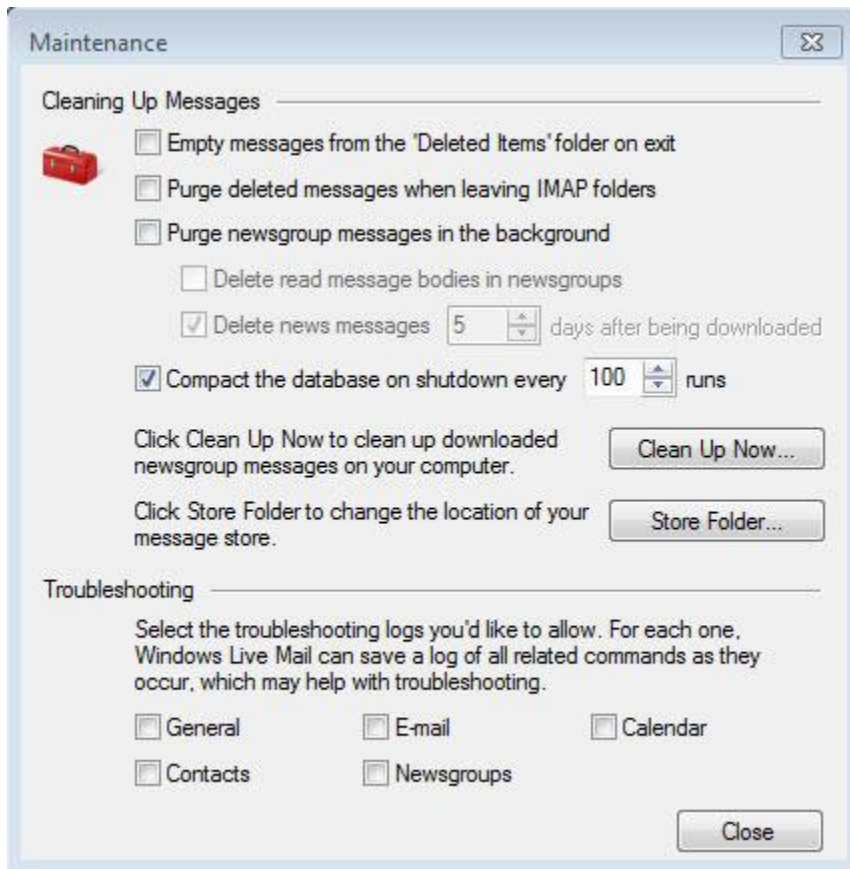 Maintenance
Cleaning Up Messages
Empty messages from the 'Deleted Items' folder on exit
Purge deleted messages when leaving IMAP folders
Purge newsgroup messages in the background
Delete read message bodies in newsgroups
Delete news messages 5 days after being downloaded
Compact the database on shutdown every 100 runs
Click Clean Up Now to clean up downloaded
newsgroup messages on your computer.
Clean Up Now...
Click Store Folder to change the location of your
message store.
Store Folder...
Troubleshooting
Select the troubleshooting logs you'd like to allow. For each one,
Windows Live Mail can save a log of all related commands as they
occur, which may help with troubleshooting.
General E-mail Calendar
Contacts Newsgroups
Close